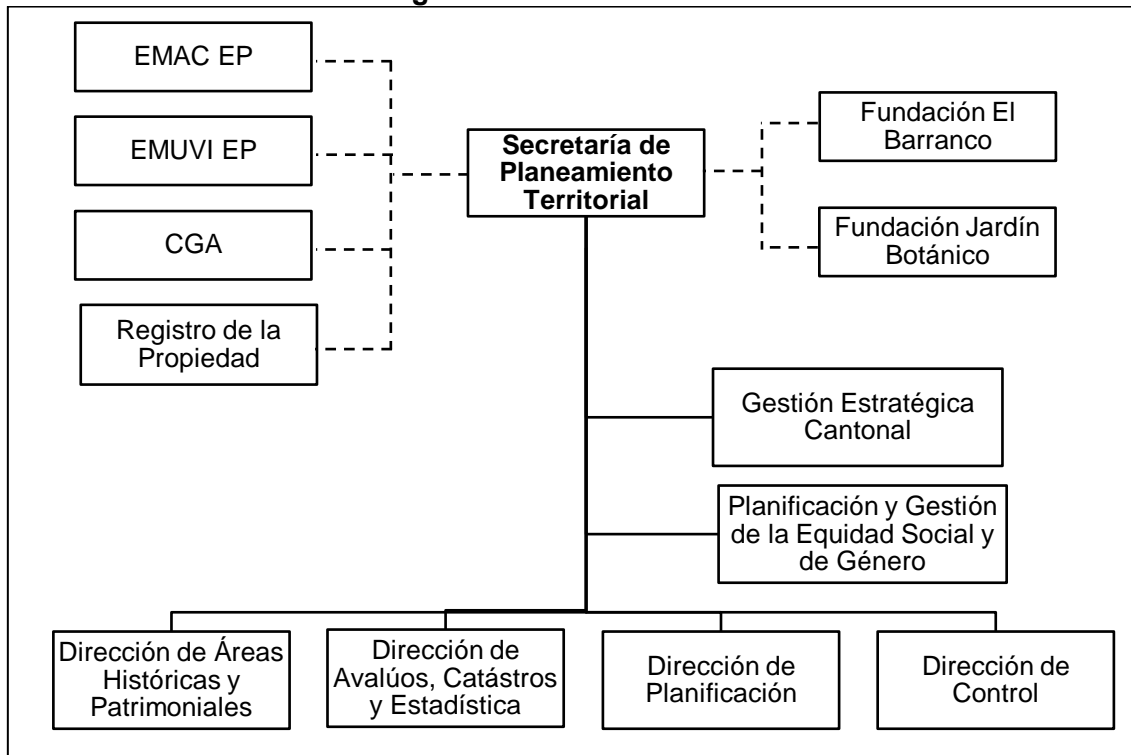 EMAC EP
EMUVI EP
CGA
Registro de la
Propiedad
Secretaría de
Planeamiento
Territorial
Fundación El
Barranco
Fundación Jardín
Botánico
Gestión Estratégica
Cantonal
Planificación y Gestión
de la Equidad Social y
de Género
Dirección de Áreas
Históricas y
Patrimoniales
Dirección de
Avalúos, Catástros
y Estadística
Dirección de
Planificación
Dirección de
Control